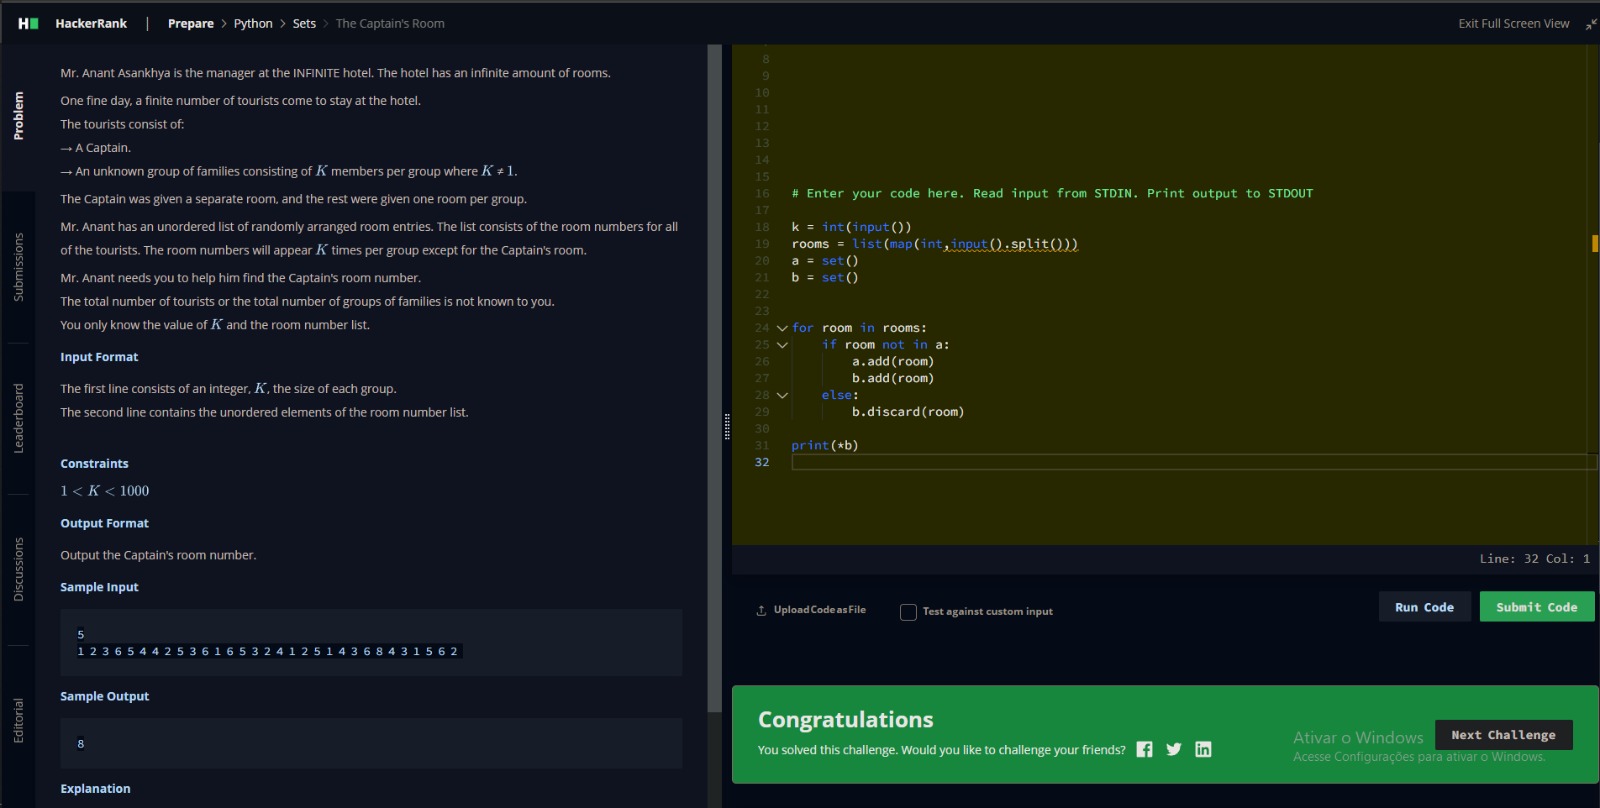 H HackerRank | Prepare > Python > Sets > The Captain's Room
Exit Full Screen View
Problem
Submissions
Leaderboard
Discussions
Editorial
Mr. Anant Asankhya is the manager at the INFINITE hotel. The hotel has an infinite amount of rooms.
One fine day, a finite number of tourists come to stay at the hotel.
The tourists consist of:
→ A Captain.
→ An unknown group of families consisting of K members per group where K ≠ 1.
The Captain was given a separate room, and the rest were given one room per group.
Mr. Anant has an unordered list of randomly arranged room entries. The list consists of the room numbers for all
of the tourists. The room numbers will appear K times per group except for the Captain's room.
Mr. Anant needs you to help him find the Captain's room number.
The total number of tourists or the total number of groups of families is not known to you.
You only know the value of K and the room number list.
Input Format
The first line consists of an integer, K, the size of each group.
The second line contains the unordered elements of the room number list.
Constraints
1 < K < 1000
Output Format
Output the Captain's room number.
Sample Input
5
1 2 3 6 5 4 4 2 5 3 6 1 6 5 3 2 4 1 2 5 1 4 3 6 8 4 3 1 5 6 2
Sample Output
8
Explanation
8
9
10
11
12
13
14
15
16 # Enter your code here. Read input from STDIN. Print output to STDOUT
17
18 k = int(input())
19 rooms = list(map(int,input().split()))
20 a = set()
21 b = set()
22
23
24 for room in rooms:
25 if room not in a:
26 a.add(room)
27 b.add(room)
28 else:
29 b.discard(room)
30
31 print(*b)
32
Line: 32 Col: 1
Upload Code as File
Test against custom input
Run Code
Submit Code
Congratulations
You solved this challenge. Would you like to challenge your friends?
Next Challenge
Ativar o Windows
Acesse Configurações para ativar o Windows.